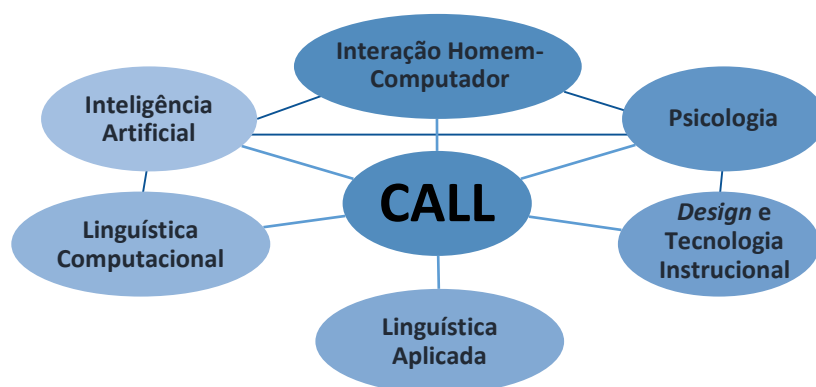 Interação Homem-
Computador
Inteligência
Artificial
Psicologia
CALL
Linguística
Computacional
Design e
Tecnologia
Instrucional
Linguística
Aplicada